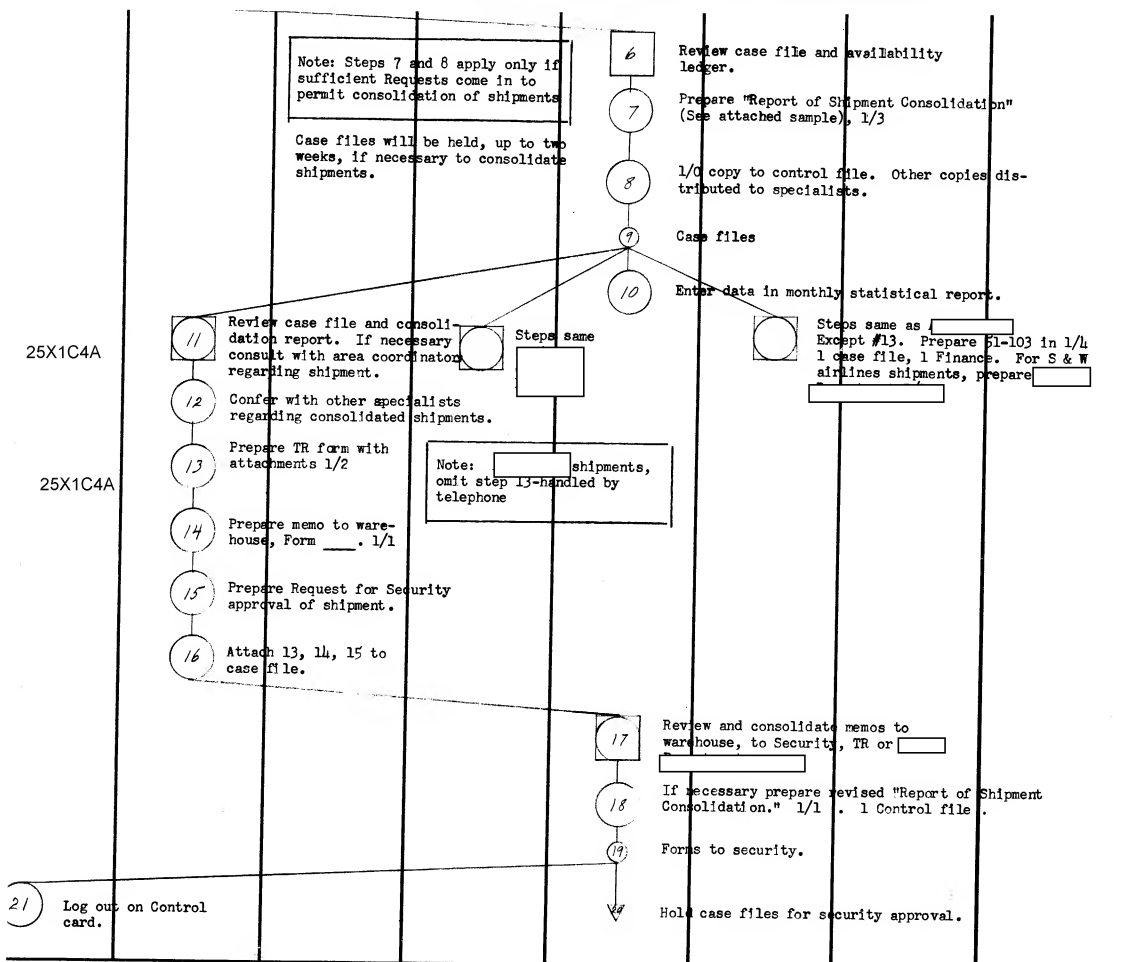 6
Review case file and availability
ledger.
Note: Steps 7 and 8 apply only if
sufficient Requests come in to
permit consolidation of shipments
7
Prepare "Report of Shipment Consolidation"
(See attached sample), 1/3
Case files will be held, up to two
weeks, if necessary to consolidate
shipments.
8
1/0 copy to control file. Other copies dis-
tributed to specialists.
9
Case files
10
Enter data in monthly statistical report.
25X1C4A
11
Review case file and consoli-
dation report. If necessary
consult with area coordinator
regarding shipment.
Steps same
Steps same as
Except #13. Prepare 51-103 in 1/4
1 case file, 1 Finance. For S & W
airlines shipments, prepare
12
Confer with other specialists
regarding consolidated shipments.
25X1C4A
13
Prepare TR form with
attachments 1/2
Note: shipments,
omit step 13-handled by
telephone
14
Prepare memo to ware-
house, Form ____. 1/1
15
Prepare Request for Security
approval of shipment.
16
Attach 13, 14, 15 to
case file.
17
Review and consolidate memos to
warehouse, to Security, TR or
18
If necessary prepare revised "Report of Shipment
Consolidation." 1/1 . 1 Control file .
19
Forms to security.
20
Hold case files for security approval.
21
Log out on Control
card.